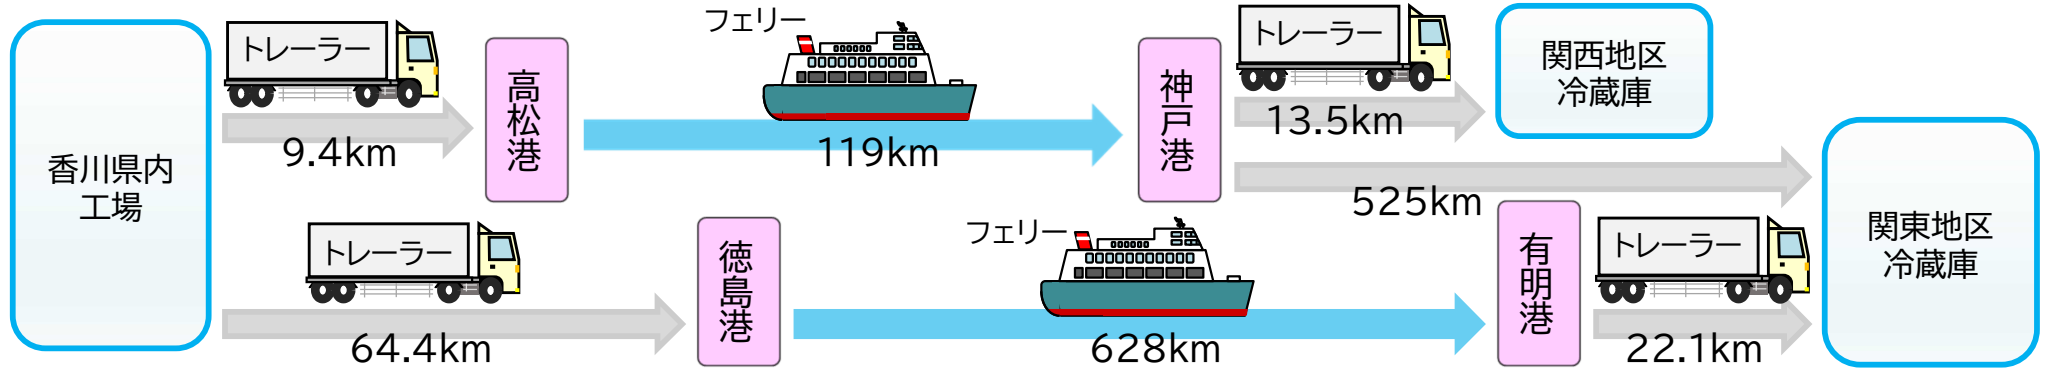 香川県内
工場
トレーラー
9.4km
高松港
フェリー
119km
神戸港
トレーラー
13.5km
関西地区
冷蔵庫
525km
トレーラー
64.4km
徳島港
フェリー
628km
有明港
トレーラー
22.1km
関東地区
冷蔵庫